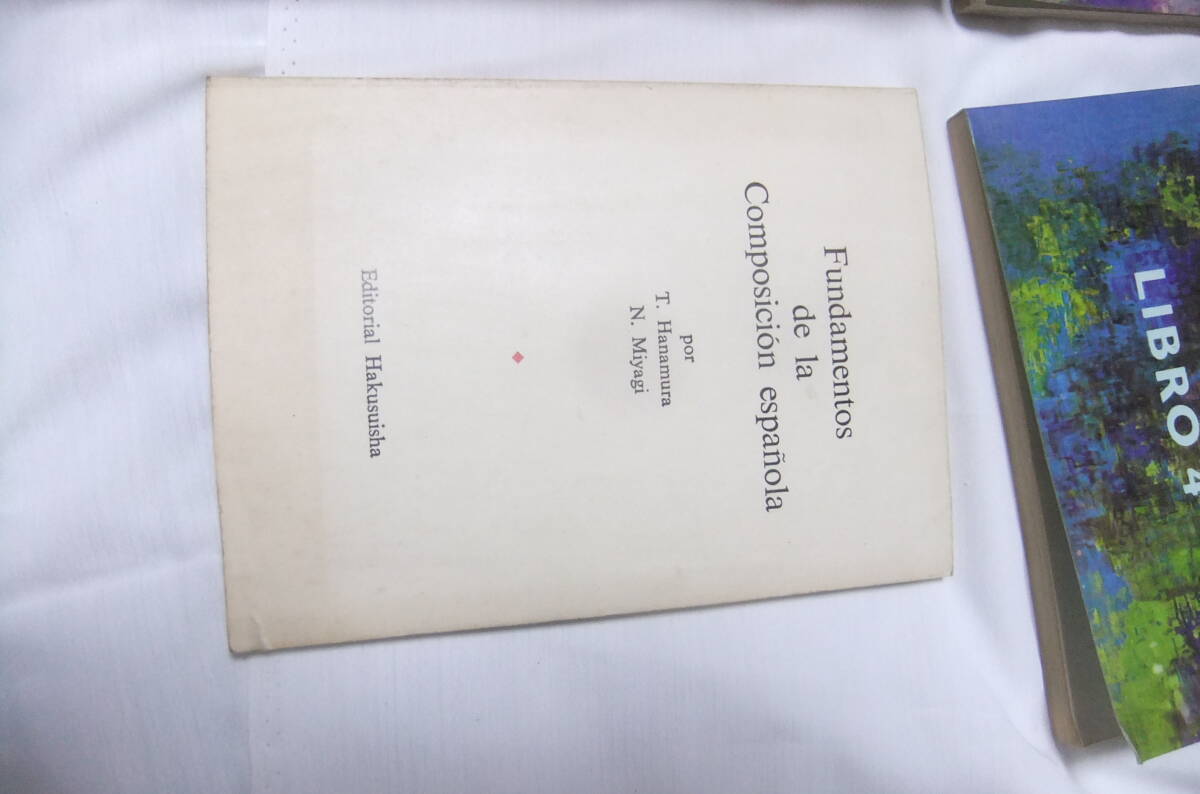 Fundamentos
de la
Composición española
por
T. Hanamura
N. Miyagi
Editorial Hakusuisha
LIBRO 4